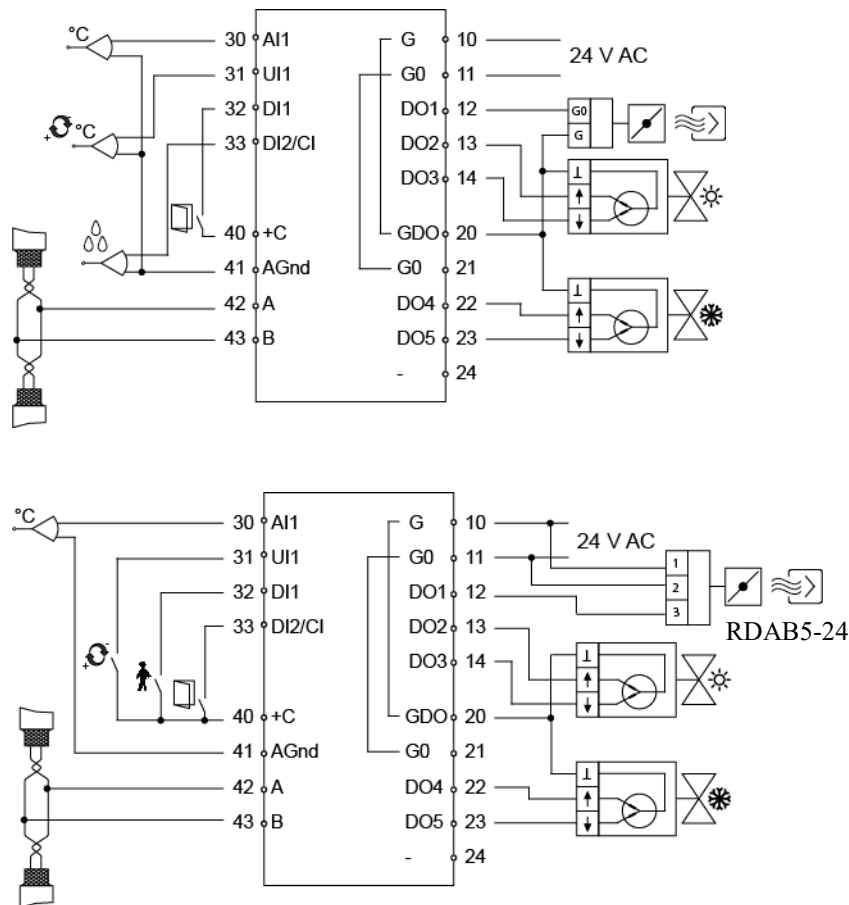 °C
30 AI1 G 10
24 V AC
31 UI1 G0 11
32 DI1 DO1 12 G0
G
°C
33 DI2/CI DO2 13
DO3 14
40 +C GDO 20
41 AGnd G0 21
42 A DO4 22
43 B DO5 23
- 24
°C
30 AI1 G 10
24 V AC
31 UI1 G0 11
1
32 DI1 DO1 12
2
3
33 DI2/CI DO2 13
RDAB5-24
DO3 14
40 +C GDO 20
41 AGnd G0 21
42 A DO4 22
43 B DO5 23
- 24